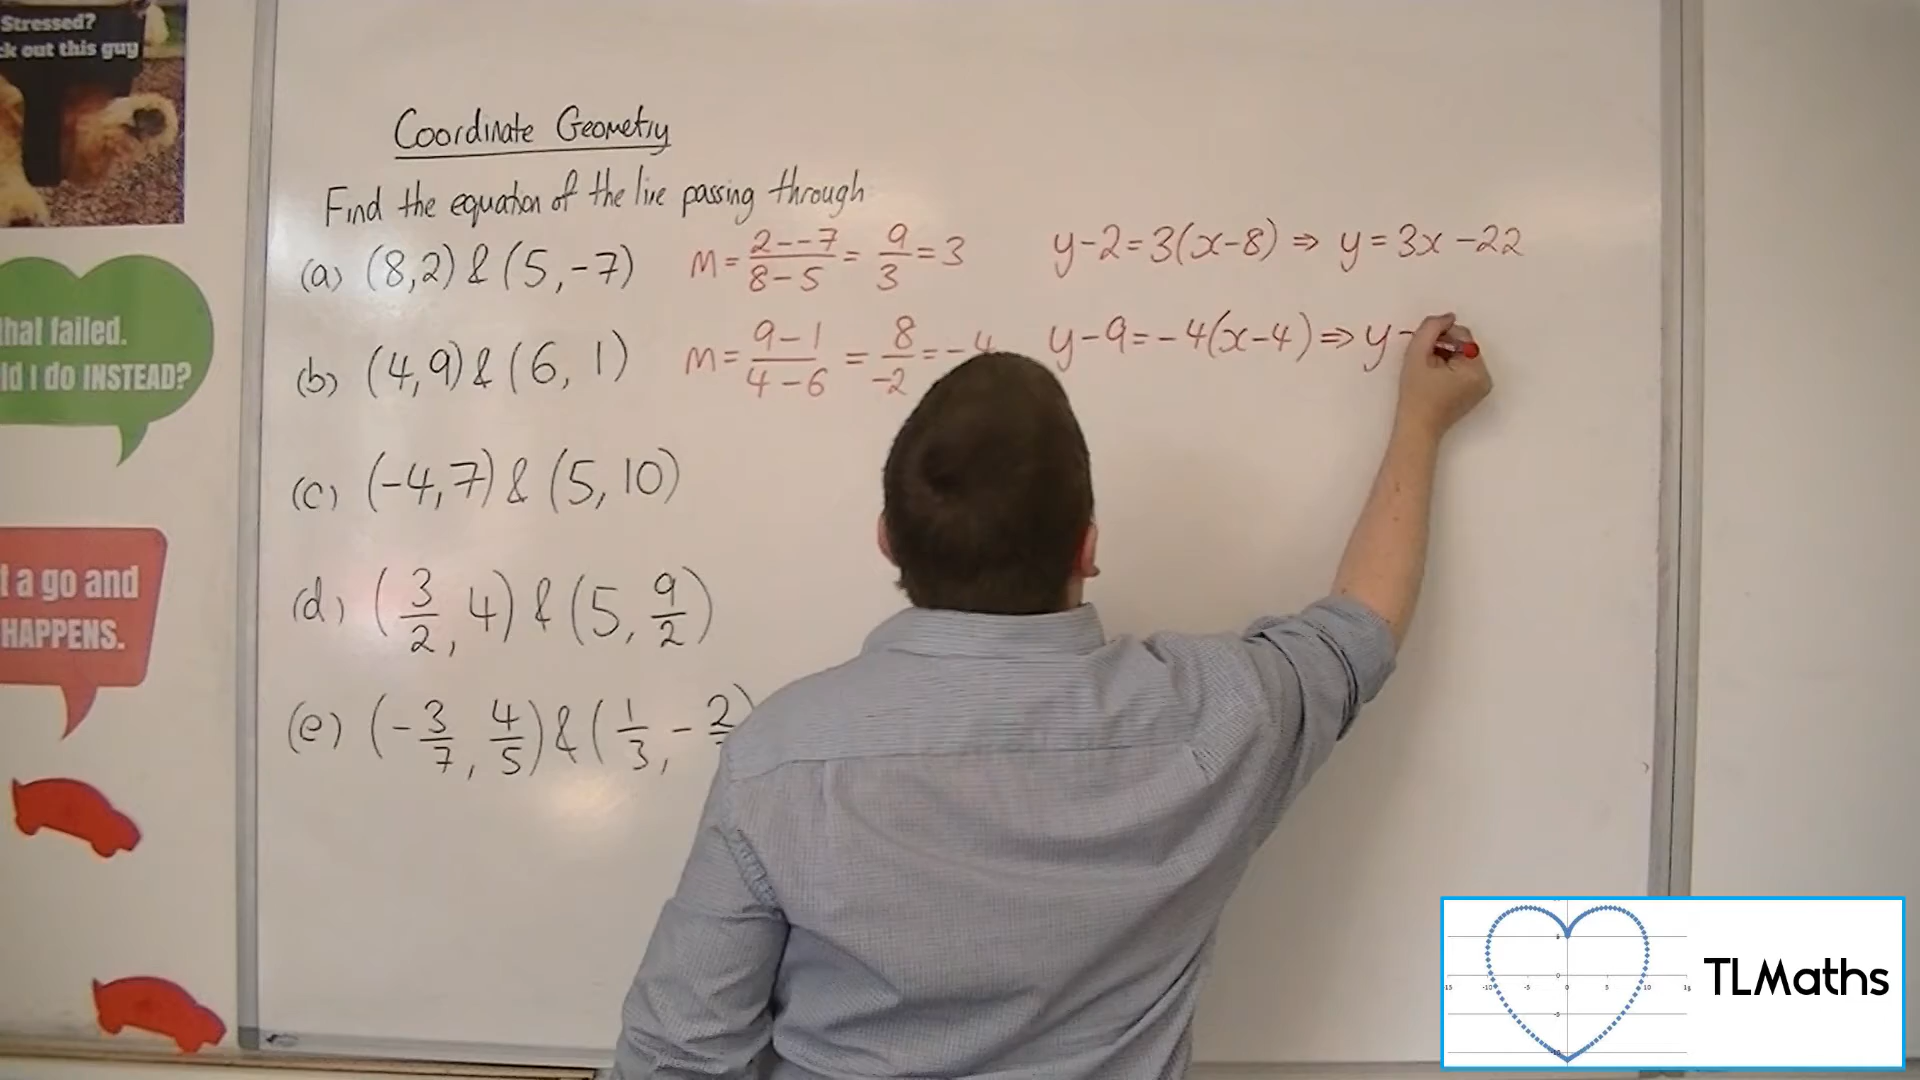 Stressed?
ck out this guy
Coordinate Geometry
Find the equation of the line passing through
(a) (8,2) & (5,-7) m = 2--7 / 8-5 = 9/3 = 3 y-2=3(x-8) ⇒ y=3x-22
(b) (4,9) & (6, 1) m = 9-1 / 4-6 = 8/-2 = -4 y-9=-4(x-4) ⇒ y
(c) (-4,7) & (5,10)
(d) (3/2, 4) & (5, 9/2)
(e) (-3/7, 4/5) & (1/3, -2
that failed.
ld I do INSTEAD?
t a go and
HAPPENS.
TLMaths